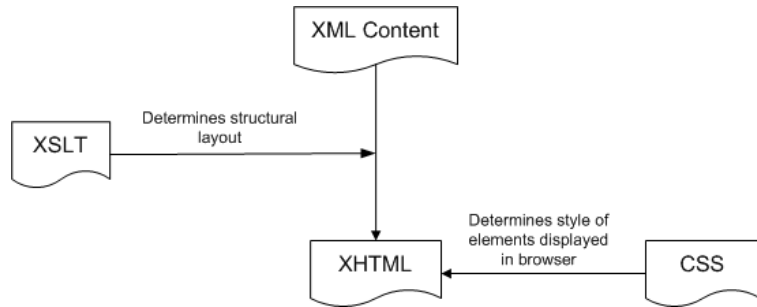 XML Content
Determines structural
layout
XSLT
Determines style of
elements displayed
in browser
XHTML
CSS